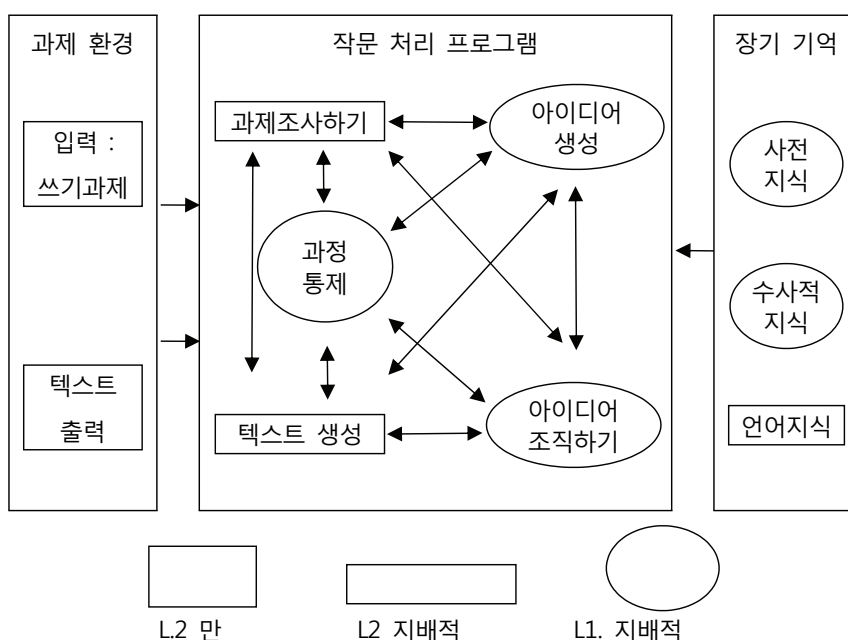 과제 환경
입력 :
쓰기과제
텍스트
출력
작문 처리 프로그램
과제조사하기
아이디어
생성
과정
통제
텍스트 생성
아이디어
조직하기
장기 기억
사전
지식
수사적
지식
언어지식
L.2 만
L2 지배적
L1. 지배적